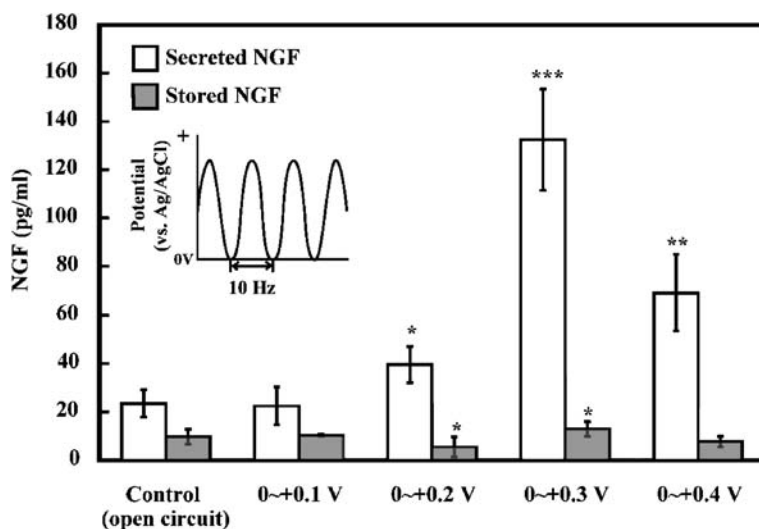 180
160
140
120
100
80
60
40
20
0
NGF (pg/ml)
Secreted NGF
Stored NGF
+
Potential
(vs. Ag/AgCl)
0V
10 Hz
*
*
***
*
**
Control
(open circuit)
0~+0.1 V
0~+0.2 V
0~+0.3 V
0~+0.4 V